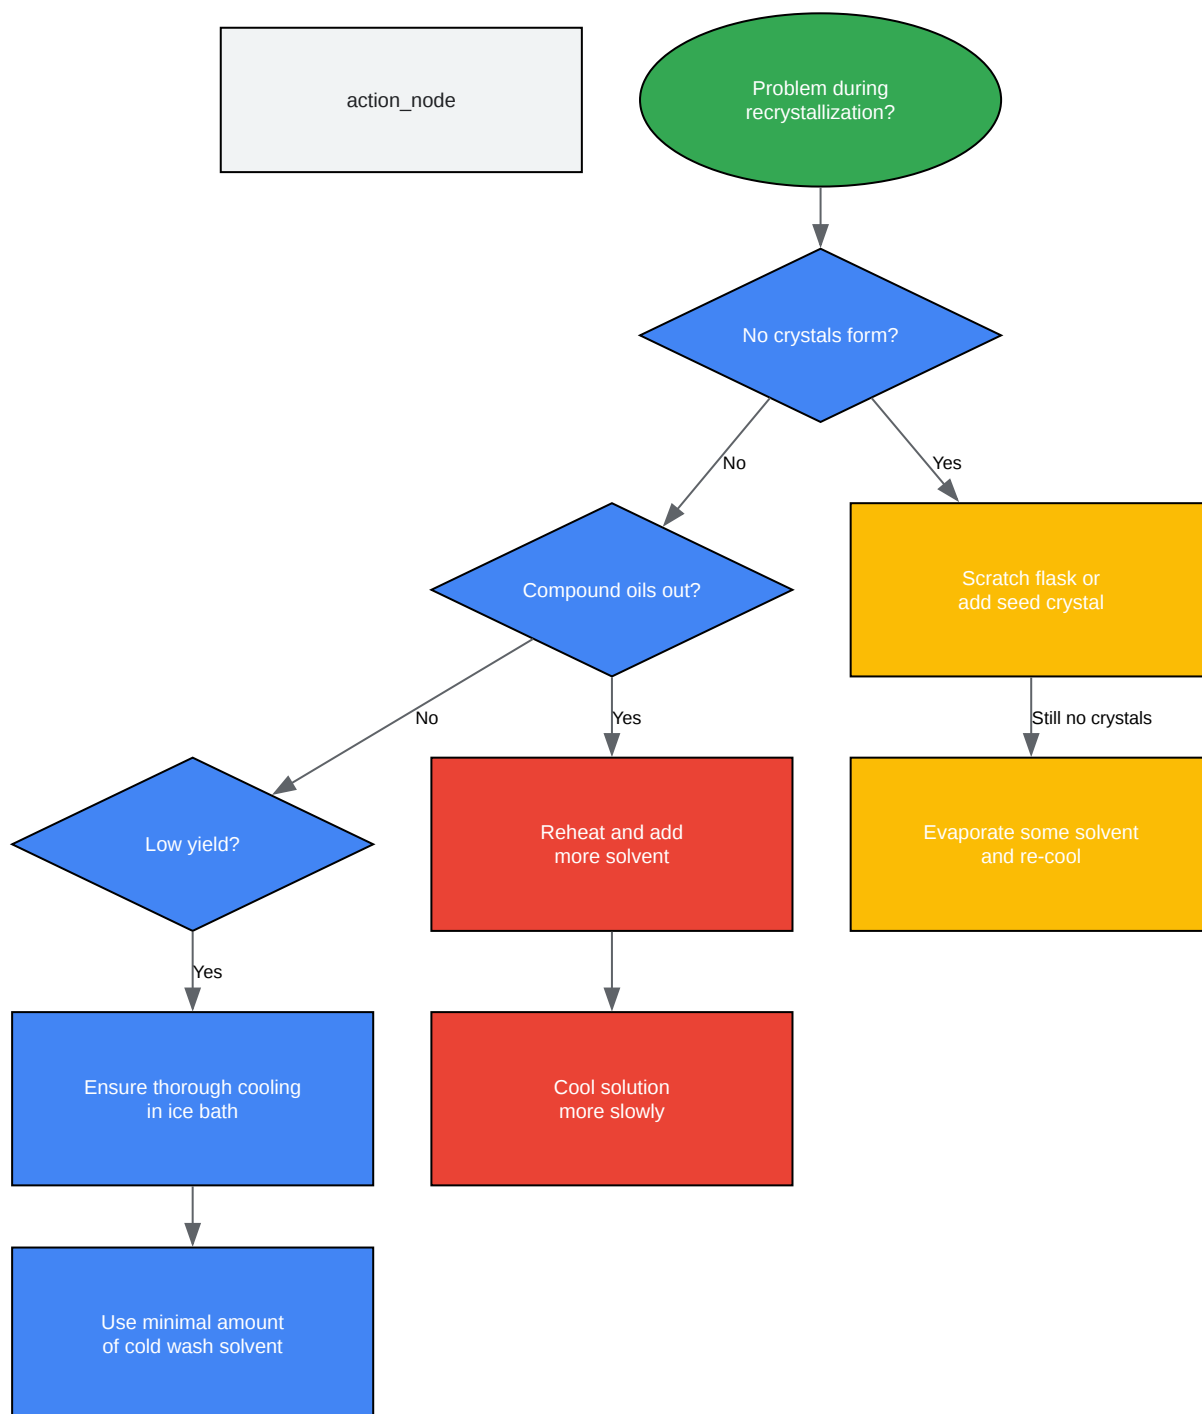 action_node
Problem during
recrystallization?
No crystals form?
No
Yes
Compound oils out?
Scratch flask or
add seed crystal
No
Yes
Still no crystals
Low yield?
Reheat and add
more solvent
Evaporate some solvent
and re-cool
Yes
Ensure thorough cooling
in ice bath
Cool solution
more slowly
Use minimal amount
of cold wash solvent